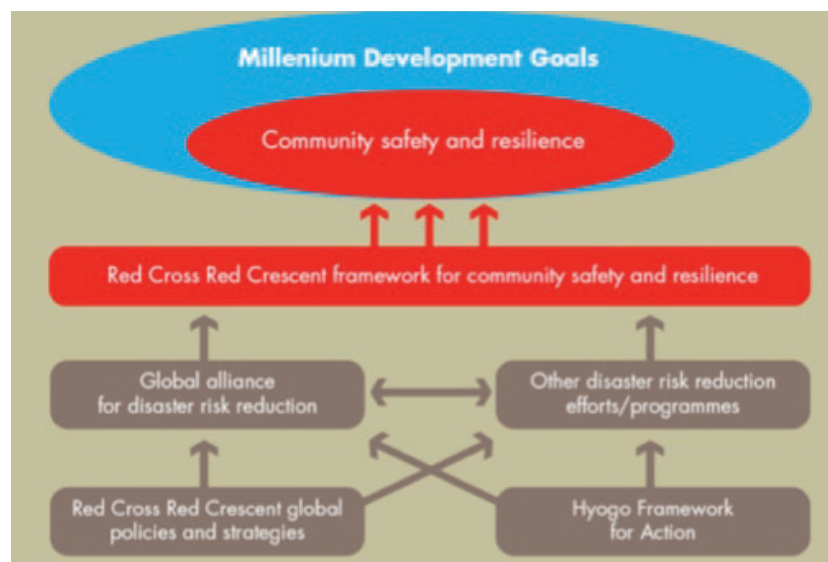 Millenium Development Goals
Community safety and resilience
Red Cross Red Crescent framework for community safety and resilience
Global alliance
for disaster risk reduction
Other disaster risk reduction
efforts/programmes
Red Cross Red Crescent global
policies and strategies
Hyogo Framework
for Action